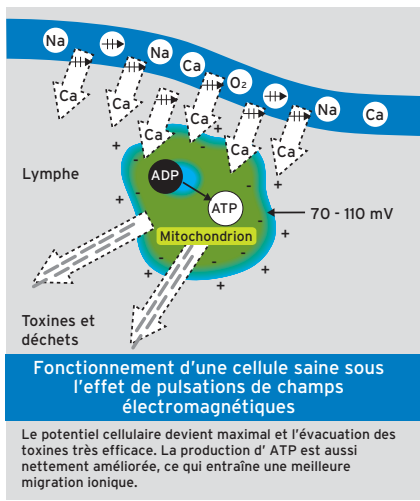 Na
Na
Ca
O₂
Na
Ca
Ca
Ca
Ca
Ca
Ca
Ca
Lymphe
ADP
ATP
70 - 110 mV
Mitochondrion
Toxines et
déchets
Fonctionnement d'une cellule saine sous
l'effet de pulsations de champs
électromagnétiques
Le potentiel cellulaire devient maximal et l'évacuation des
toxines très efficace. La production d' ATP est aussi
nettement améliorée, ce qui entraîne une meilleure
migration ionique.